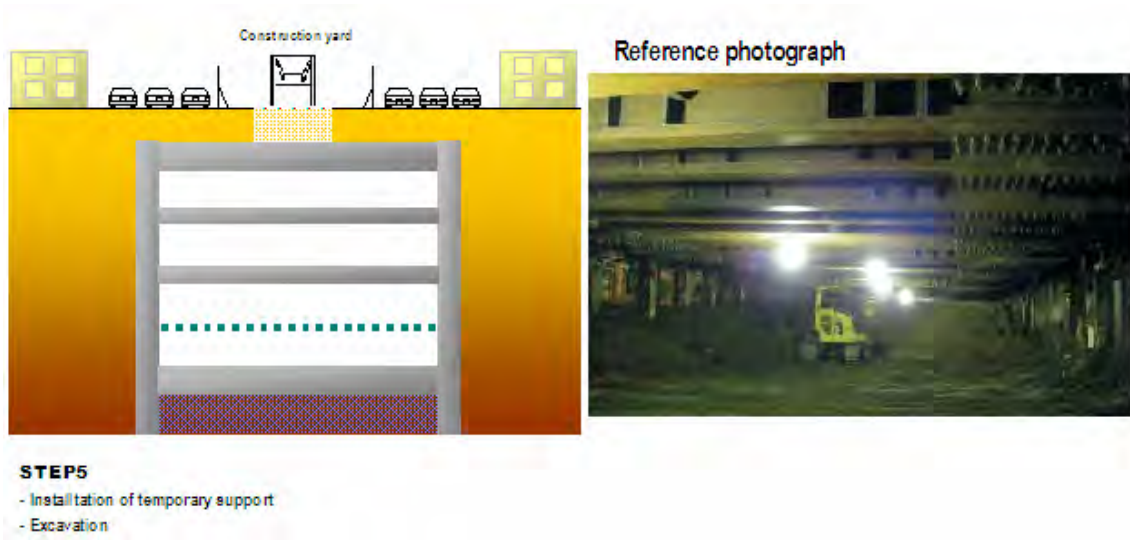 Construction yard
Reference photograph
STEP5
- Installtation of temporary support
- Excavation